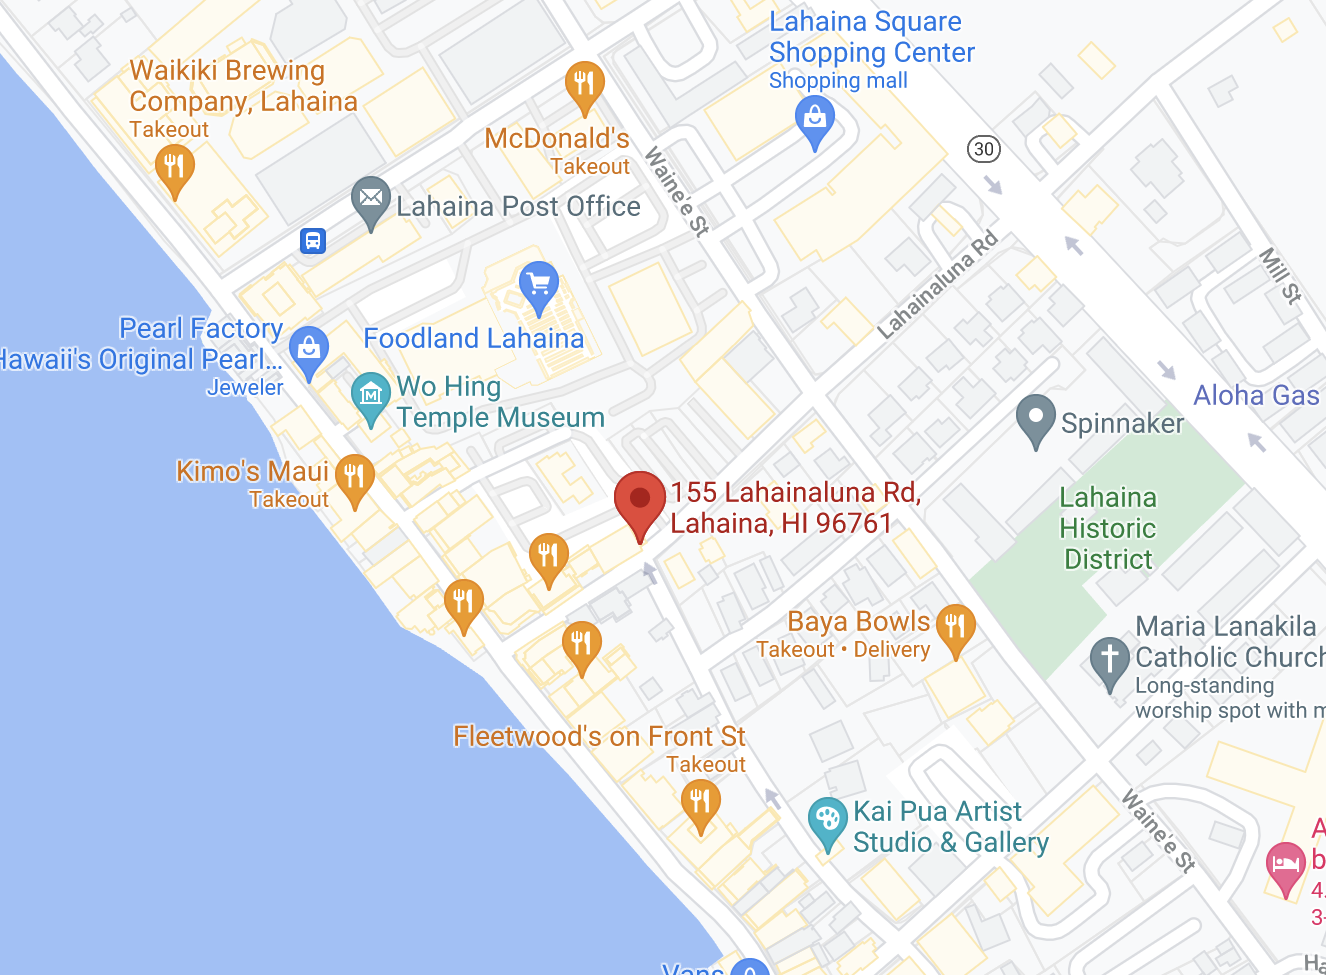 Lahaina Square
Shopping Center
Shopping mall
Waikiki Brewing
Company, Lahaina
Takeout
McDonald's
Takeout
30
Waine'e St
Lahaina Post Office
Lahainaluna Rd
Mill St
Pearl Factory
Hawaii's Original Pearl...
Jeweler
Foodland Lahaina
Wo Hing
Temple Museum
M
Aloha Gas
Spinnaker
Kimo's Maui
Takeout
155 Lahainaluna Rd,
Lahaina, HI 96761
Lahaina
Historic
District
Baya Bowls
Takeout • Delivery
Maria Lanakila
Catholic Church
Long-standing
worship spot with m
Fleetwood's on Front St
Takeout
Kai Pua Artist
Studio & Gallery
Waine'e St
A
b
4.
3-
Vans
Ha